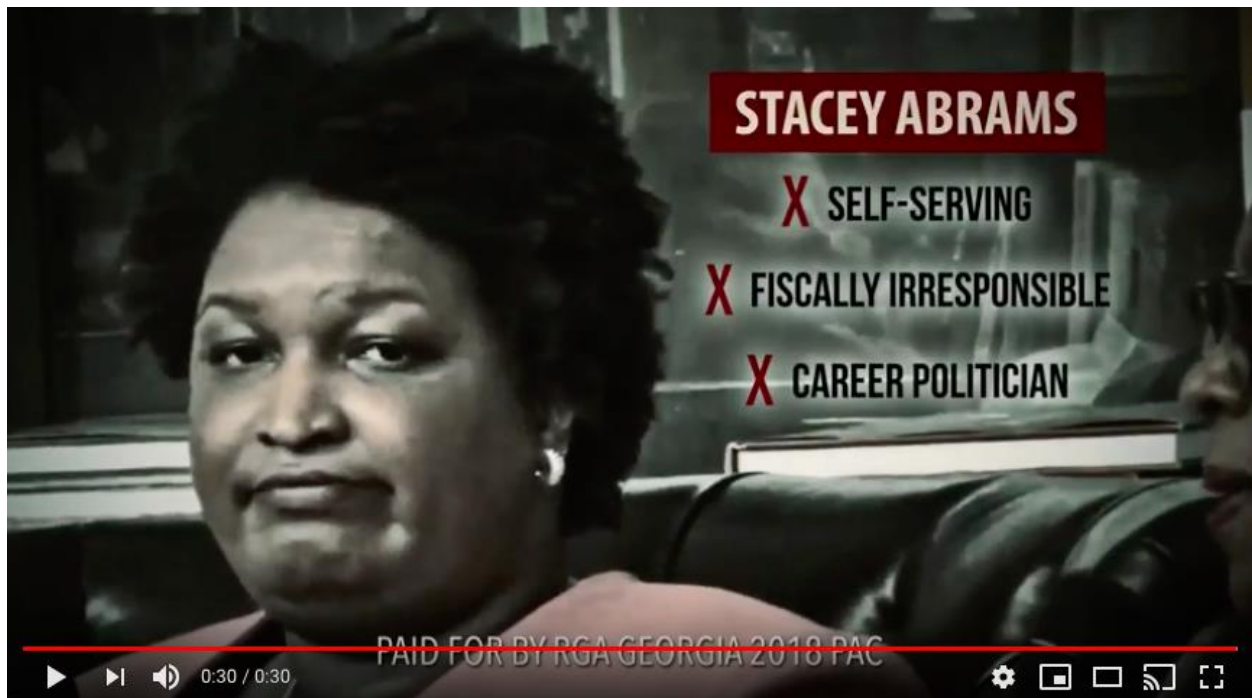 STACEY ABRAMS
X SELF-SERVING
X FISCALLY IRRESPONSIBLE
X CAREER POLITICIAN
PAID FOR BY RGA GEORGIA 2018 PAC
0:30 / 0:30